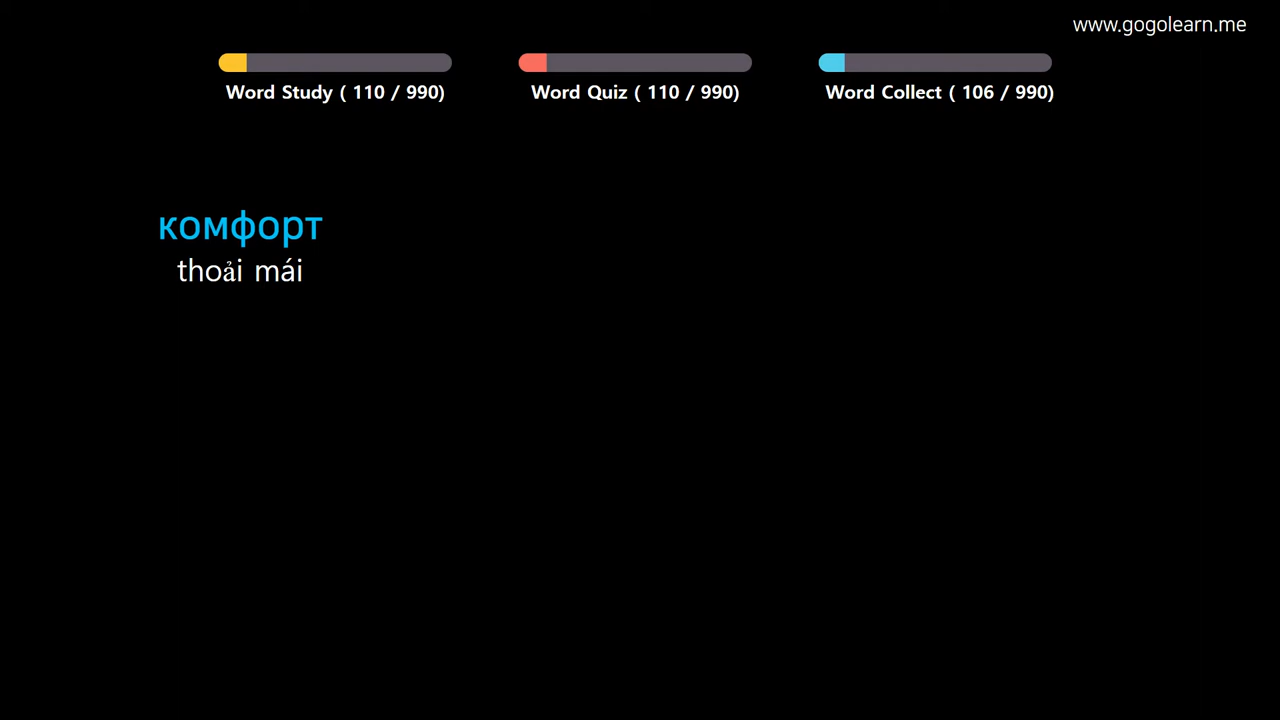 www.gogolearn.me
Word Study ( 110 / 990)
Word Quiz ( 110 / 990)
Word Collect ( 106 / 990)
комфорт
thoải mái